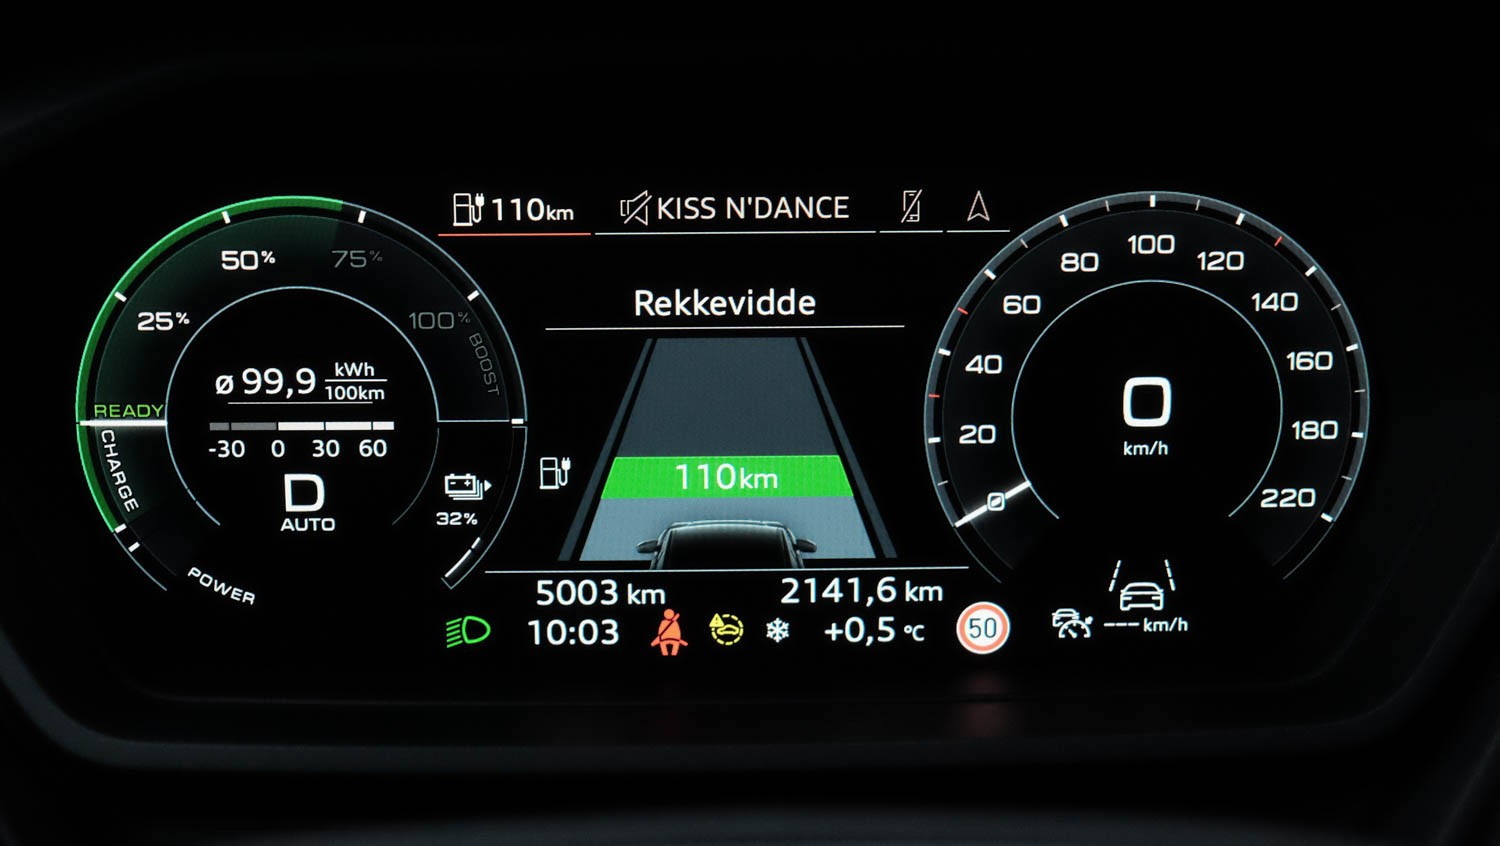 110km
KISS N'DANCE
Rekkevidde
110km
25%
50%
75%
100%
BOOST
ø 99,9 kWh
100km
-30 0 30 60
READY
CHARGE
POWER
D
AUTO
32%
20
40
60
80
100
120
140
160
180
220
0
km/h
5003 km
2141,6 km
10:03
+0,5 °C
50
--- km/h